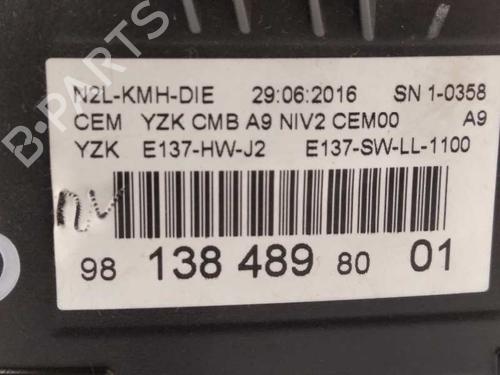 N2L-KMH-DIE 29:06:2016 SN 1-0358
CEM YZK CMB A9 NIV2 CEM00 A9
YZK E137-HW-J2 E137-SW-LL-1100
98 138 489 80 01